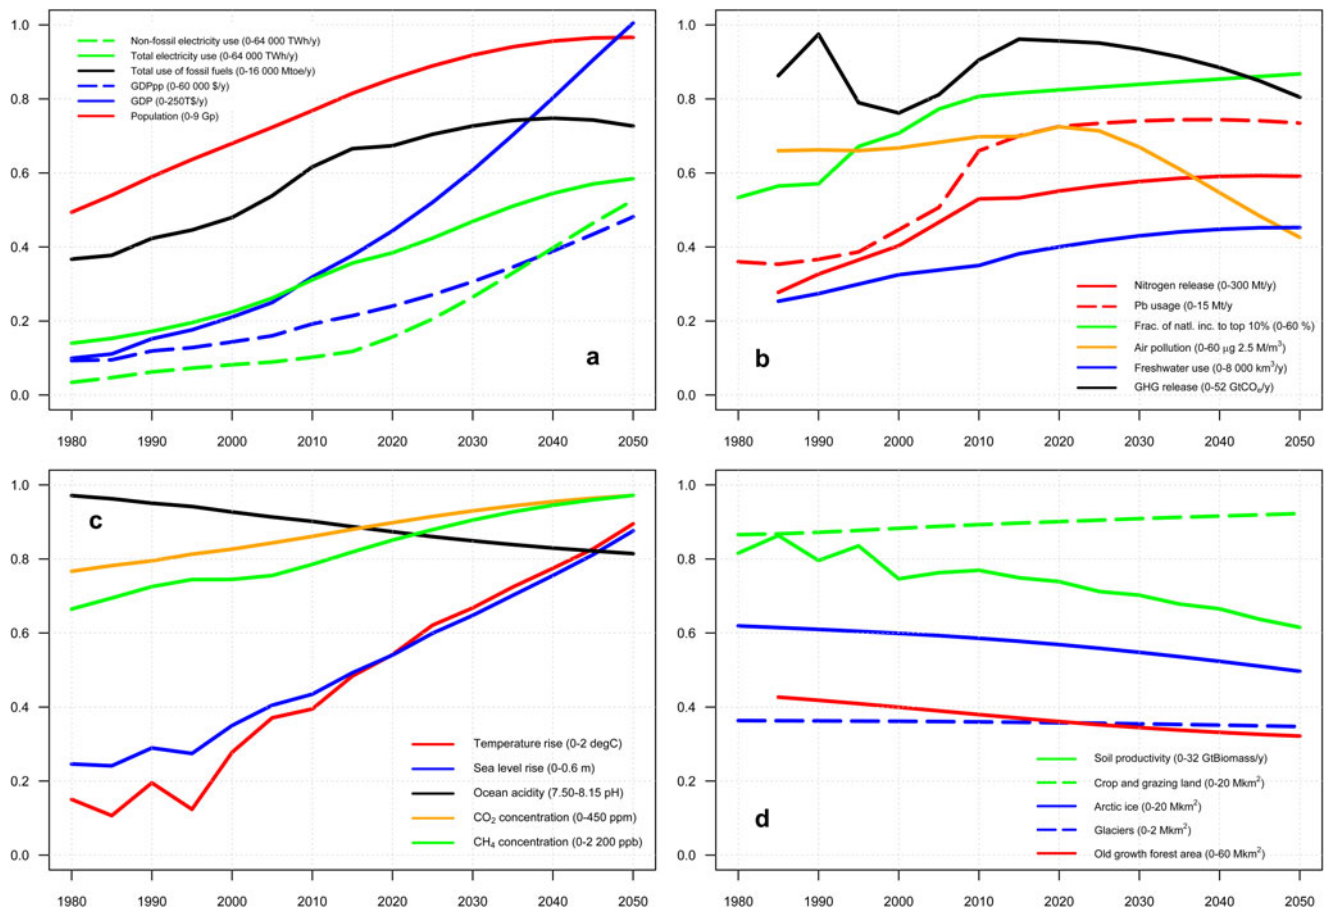 1.0
0.8
0.6
0.4
0.2
0.0
Non-fossil electricity use (0-64 000 TWh/y)
Total electricity use (0-64 000 TWh/y)
Total use of fossil fuels (0-16 000 Mtoe/y)
GDPpp (0-60 000 $/y)
GDP (0-250T$/y)
Population (0-9 Gp)
a
1980 1990 2000 2010 2020 2030 2040 2050
1.0
0.8
0.6
0.4
0.2
0.0
Nitrogen release (0-300 Mt/y)
Pb usage (0-15 Mt/y
Frac. of natl. inc. to top 10% (0-60 %)
Air pollution (0-60 μg 2.5 M/m³)
Freshwater use (0-8 000 km³/y)
GHG release (0-52 GtCOₑ/y)
b
1980 1990 2000 2010 2020 2030 2040 2050
1.0
0.8
0.6
0.4
0.2
0.0
c
Temperature rise (0-2 degC)
Sea level rise (0-0.6 m)
Ocean acidity (7.50-8.15 pH)
CO₂ concentration (0-450 ppm)
CH₄ concentration (0-2 200 ppb)
1980 1990 2000 2010 2020 2030 2040 2050
1.0
0.8
0.6
0.4
0.2
0.0
Soil productivity (0-32 GtBiomass/y)
Crop and grazing land (0-20 Mkm²)
Arctic ice (0-20 Mkm²)
Glaciers (0-2 Mkm²)
Old growth forest area (0-60 Mkm²)
d
1980 1990 2000 2010 2020 2030 2040 2050